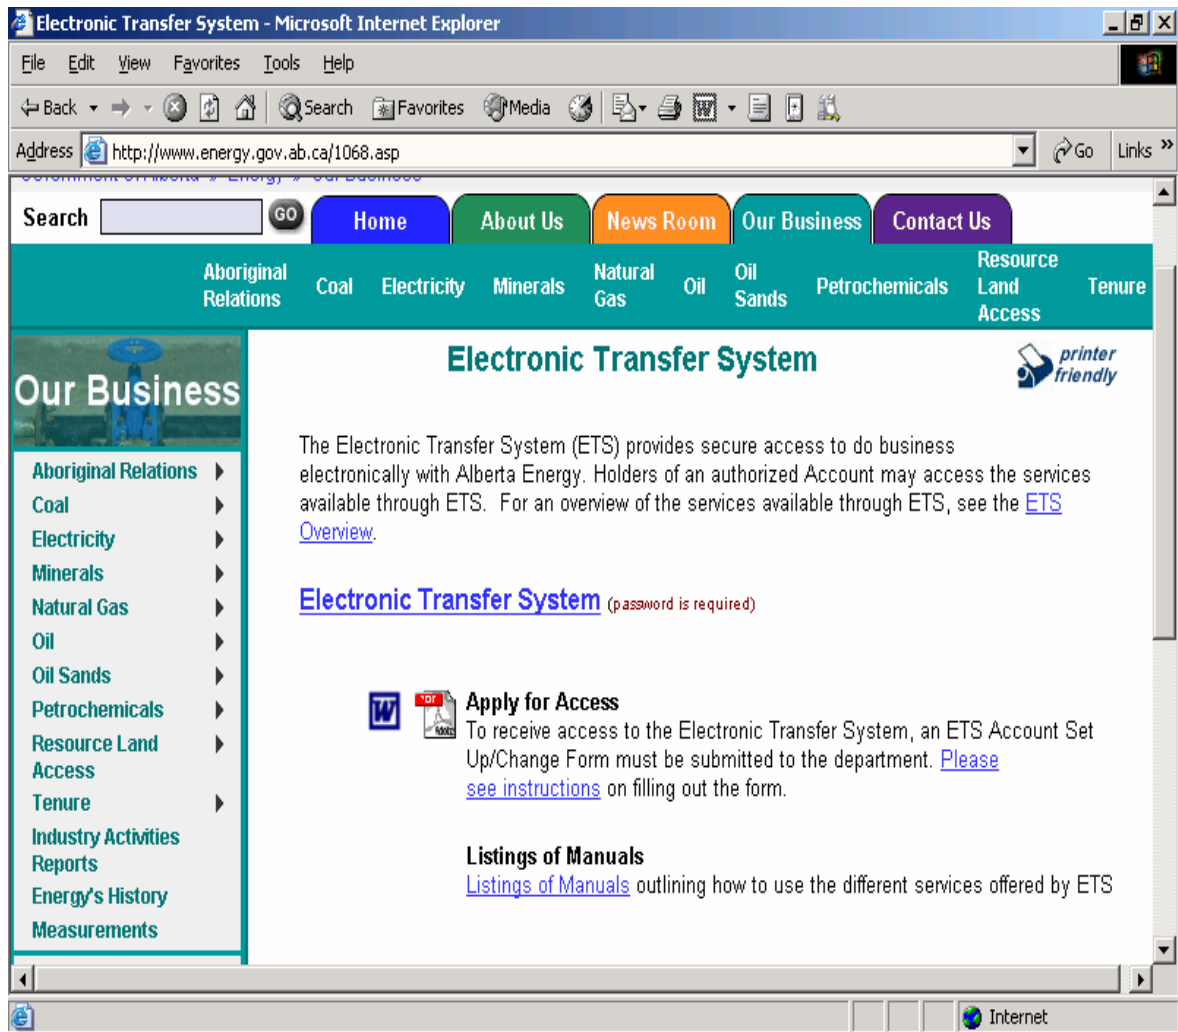 Electronic Transfer System - Microsoft Internet Explorer
File Edit View Favorites Tools Help
Back Search Favorites Media
Address http://www.energy.gov.ab.ca/1068.asp Go Links »
Government of Alberta » Energy » Our Business
Search GO Home About Us News Room Our Business Contact Us
Aboriginal Relations Coal Electricity Minerals Natural Gas Oil Oil Sands Petrochemicals Resource Land Access Tenure
Our Business
Aboriginal Relations
Coal
Electricity
Minerals
Natural Gas
Oil
Oil Sands
Petrochemicals
Resource Land
Access
Tenure
Industry Activities
Reports
Energy's History
Measurements
Electronic Transfer System
printer
friendly
The Electronic Transfer System (ETS) provides secure access to do business
electronically with Alberta Energy. Holders of an authorized Account may access the services
available through ETS. For an overview of the services available through ETS, see the ETS
Overview.
Electronic Transfer System (password is required)
Apply for Access
To receive access to the Electronic Transfer System, an ETS Account Set
Up/Change Form must be submitted to the department. Please
see instructions on filling out the form.
Listings of Manuals
Listings of Manuals outlining how to use the different services offered by ETS
Internet